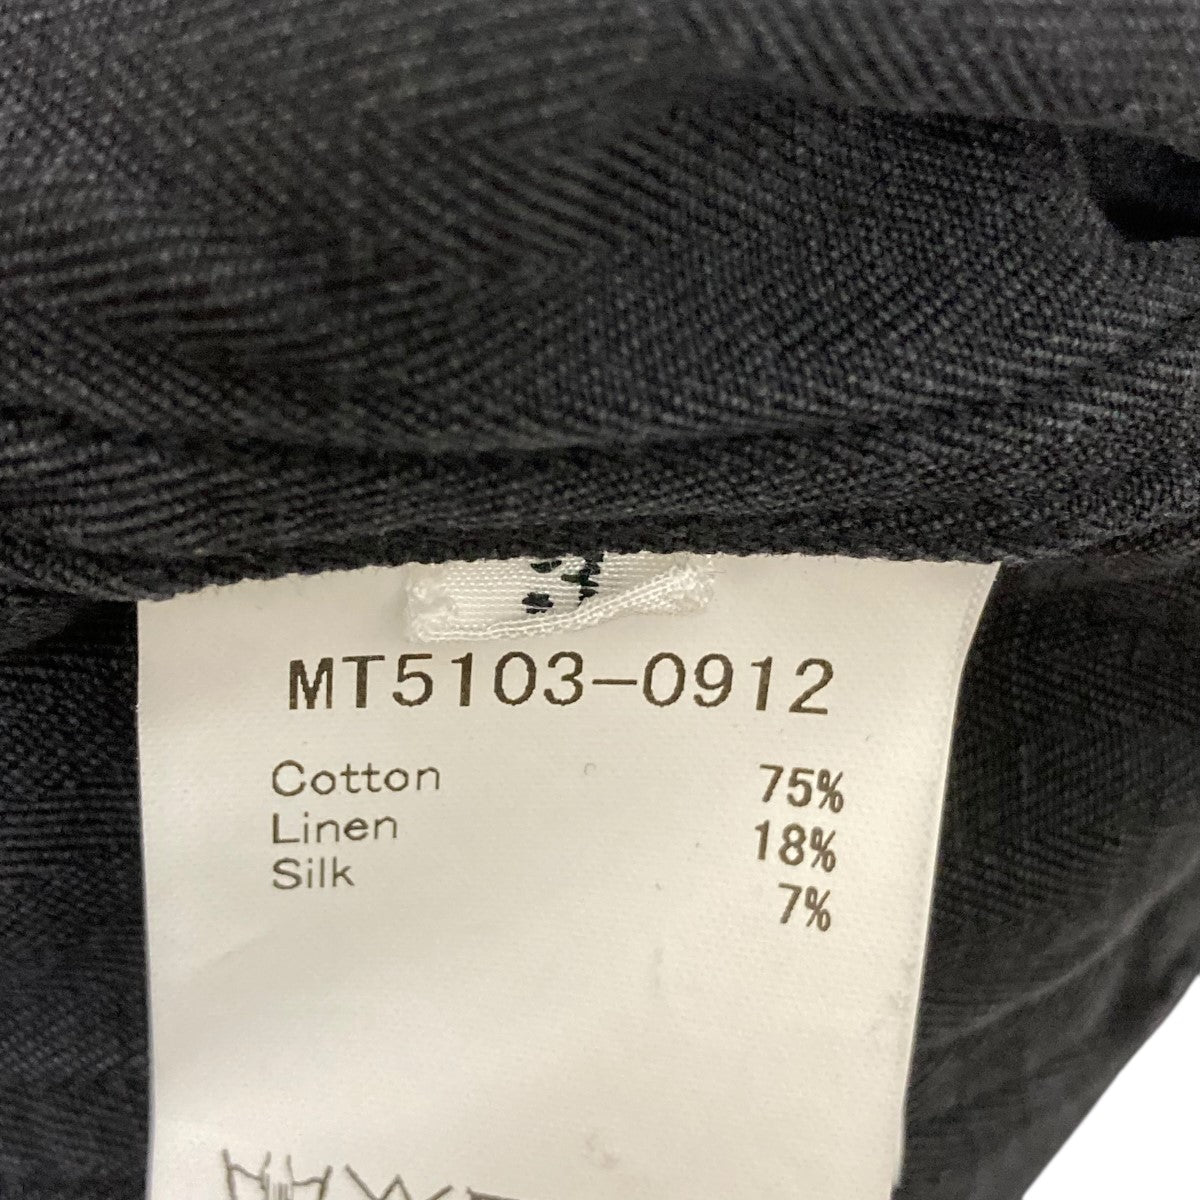 MT5103-0912
Cotton 75%
Linen 18%
Silk 7%